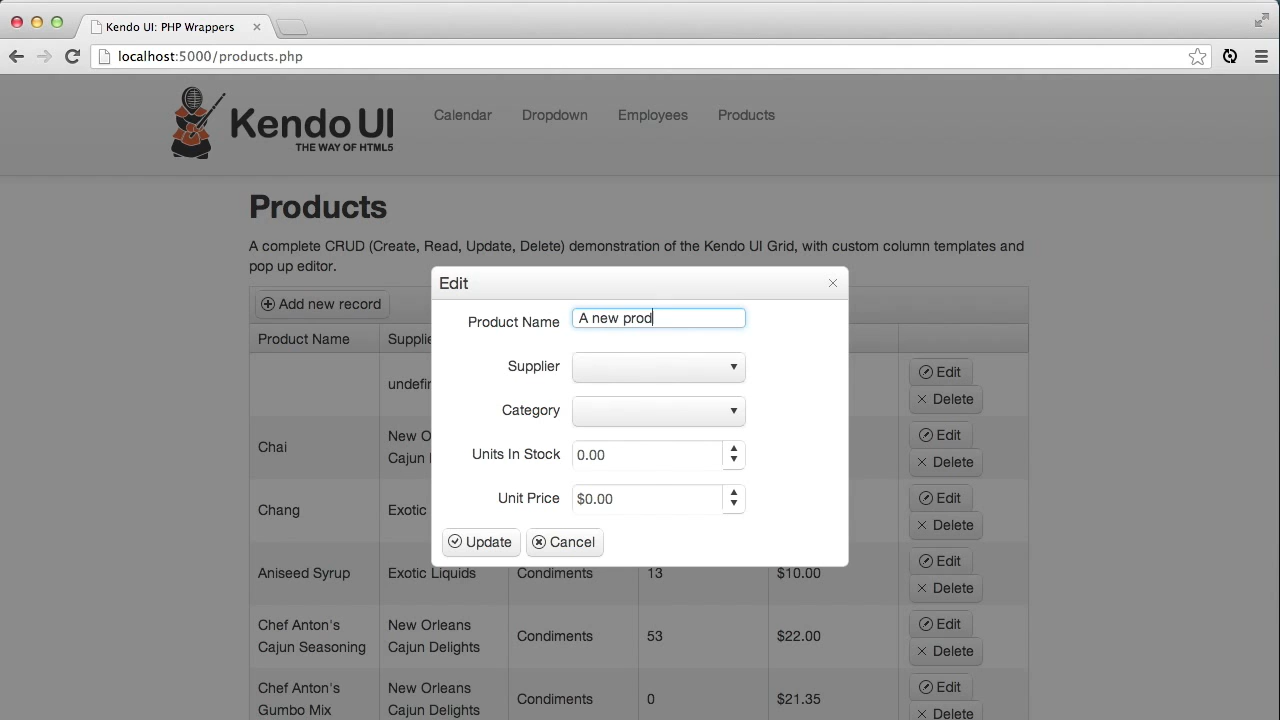 Kendo UI: PHP Wrappers
localhost:5000/products.php
Kendo UI
THE WAY OF HTML5
Calendar Dropdown Employees Products
Products
A complete CRUD (Create, Read, Update, Delete) demonstration of the Kendo UI Grid, with custom column templates and
pop up editor.
Edit
Add new record
Product Name A new prod
Product Name Supplie
Supplier
undefin
Edit
Delete
Category
Chai
New O
Cajun
Edit
Delete
Units In Stock 0.00
Unit Price $0.00
Chang Exotic
Edit
Delete
Update Cancel
Aniseed Syrup Exotic Liquids Condiments 13 $10.00
Edit
Delete
Chef Anton's
Cajun Seasoning
New Orleans
Cajun Delights
Condiments 53 $22.00
Edit
Delete
Chef Anton's
Gumbo Mix
New Orleans
Cajun Delights
Condiments 0 $21.35
Edit
Delete